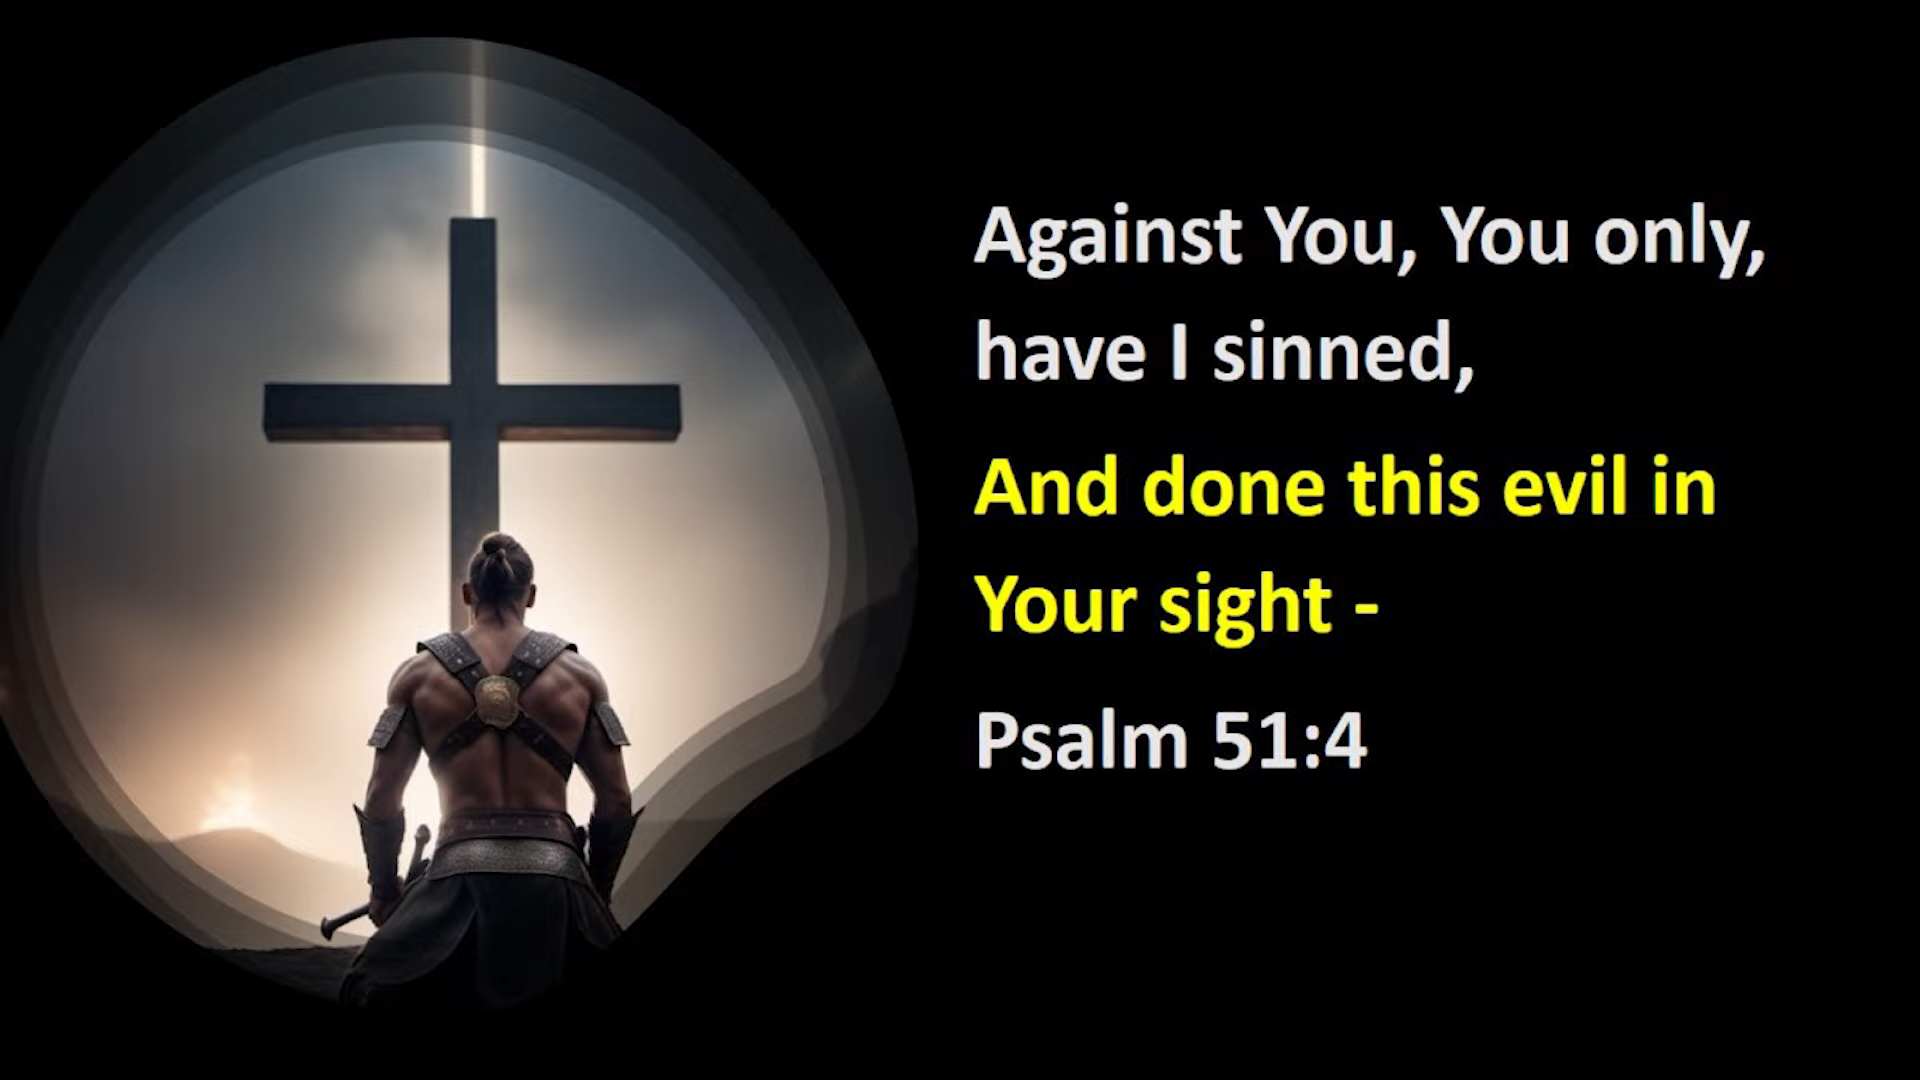 Against You, You only,
have I sinned,
And done this evil in
Your sight -
Psalm 51:4